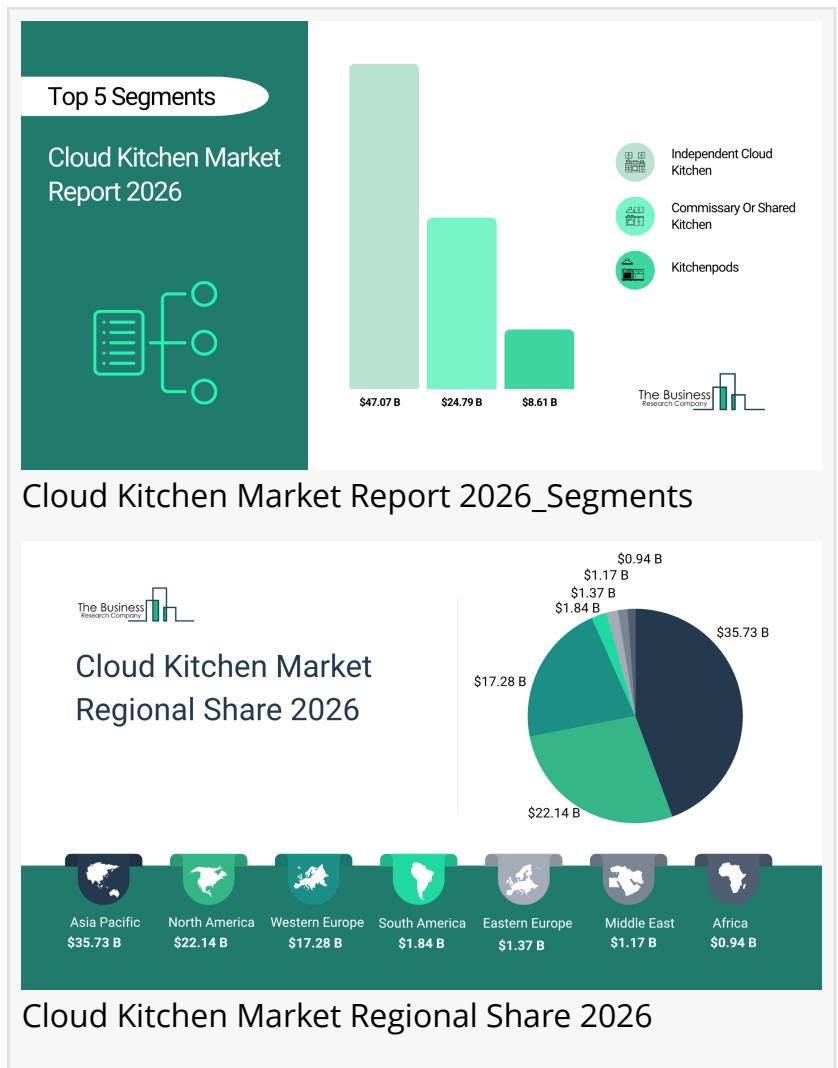 Top 5 Segments
Cloud Kitchen Market
Report 2026
Independent Cloud
Kitchen
Commissary Or Shared
Kitchen
Kitchenpods
$47.07 B
$24.79 B
$8.61 B
The Business
Research Company
Cloud Kitchen Market Report 2026_Segments
The Business
Research Company
Cloud Kitchen Market
Regional Share 2026
$0.94 B
$1.17 B
$1.37 B
$1.84 B
$35.73 B
$17.28 B
$22.14 B
Asia Pacific
$35.73 B
North America
$22.14 B
Western Europe
$17.28 B
South America
$1.84 B
Eastern Europe
$1.37 B
Middle East
$1.17 B
Africa
$0.94 B
Cloud Kitchen Market Regional Share 2026